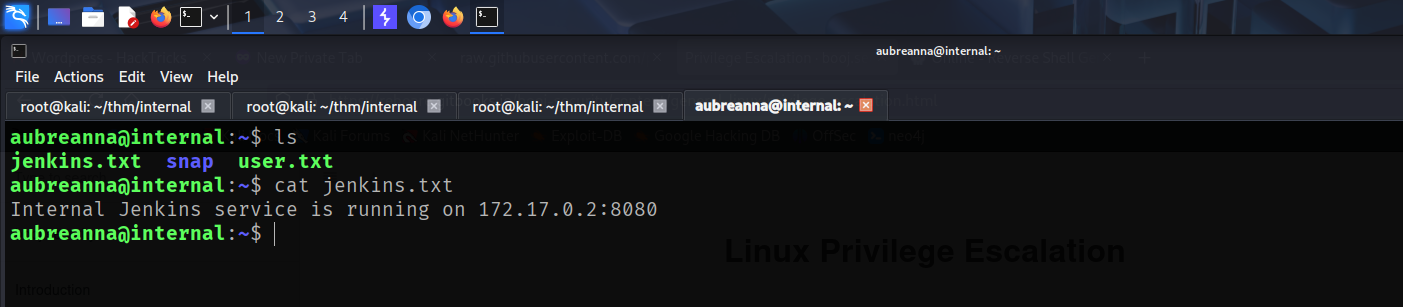 1 2 3 4
aubreanna@internal: ~
File Actions Edit View Help
root@kali: ~/thm/internal root@kali: ~/thm/internal root@kali: ~/thm/internal aubreanna@internal: ~
aubreanna@internal:~$ ls
jenkins.txt snap user.txt
aubreanna@internal:~$ cat jenkins.txt
Internal Jenkins service is running on 172.17.0.2:8080
aubreanna@internal:~$
Linux Privilege Escalation
Introduction